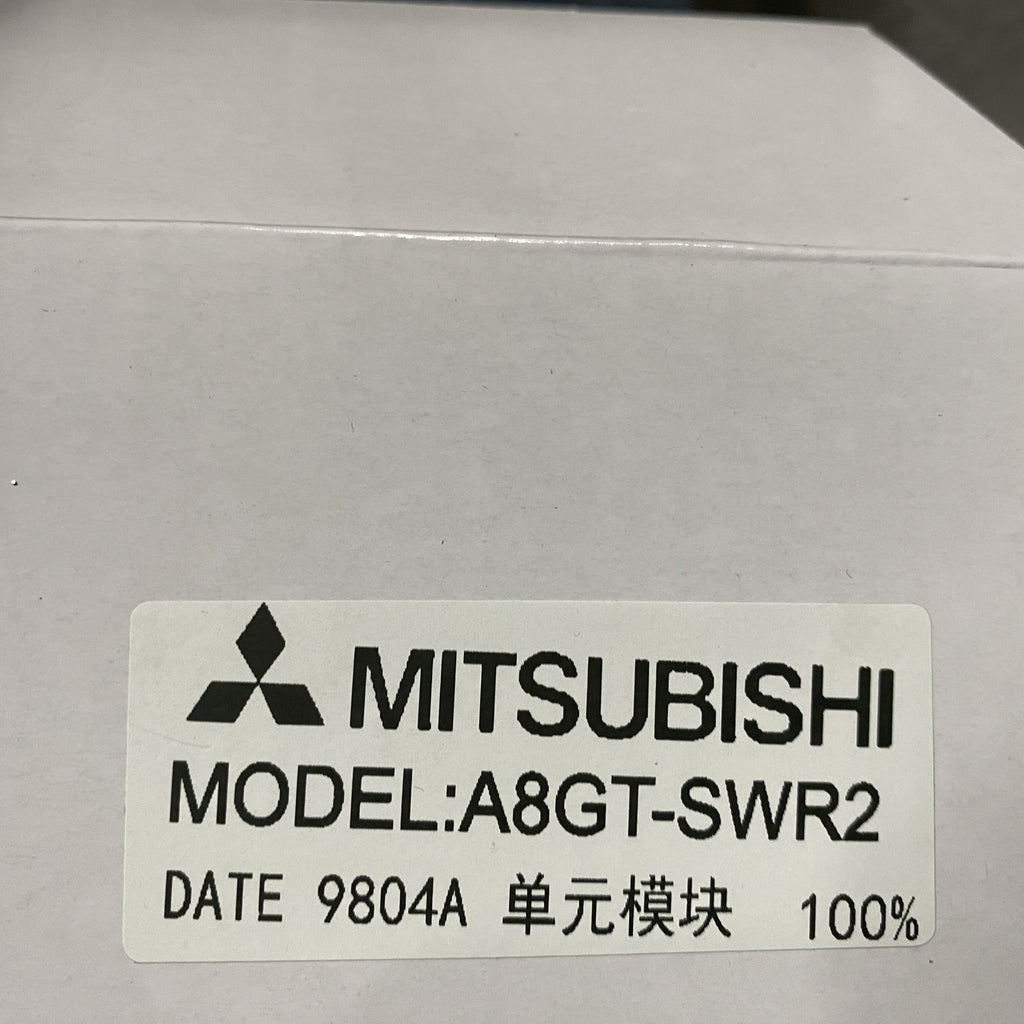 MITSUBISHI
MODEL:A8GT-SWR2
DATE 9804A 单元模块 100%